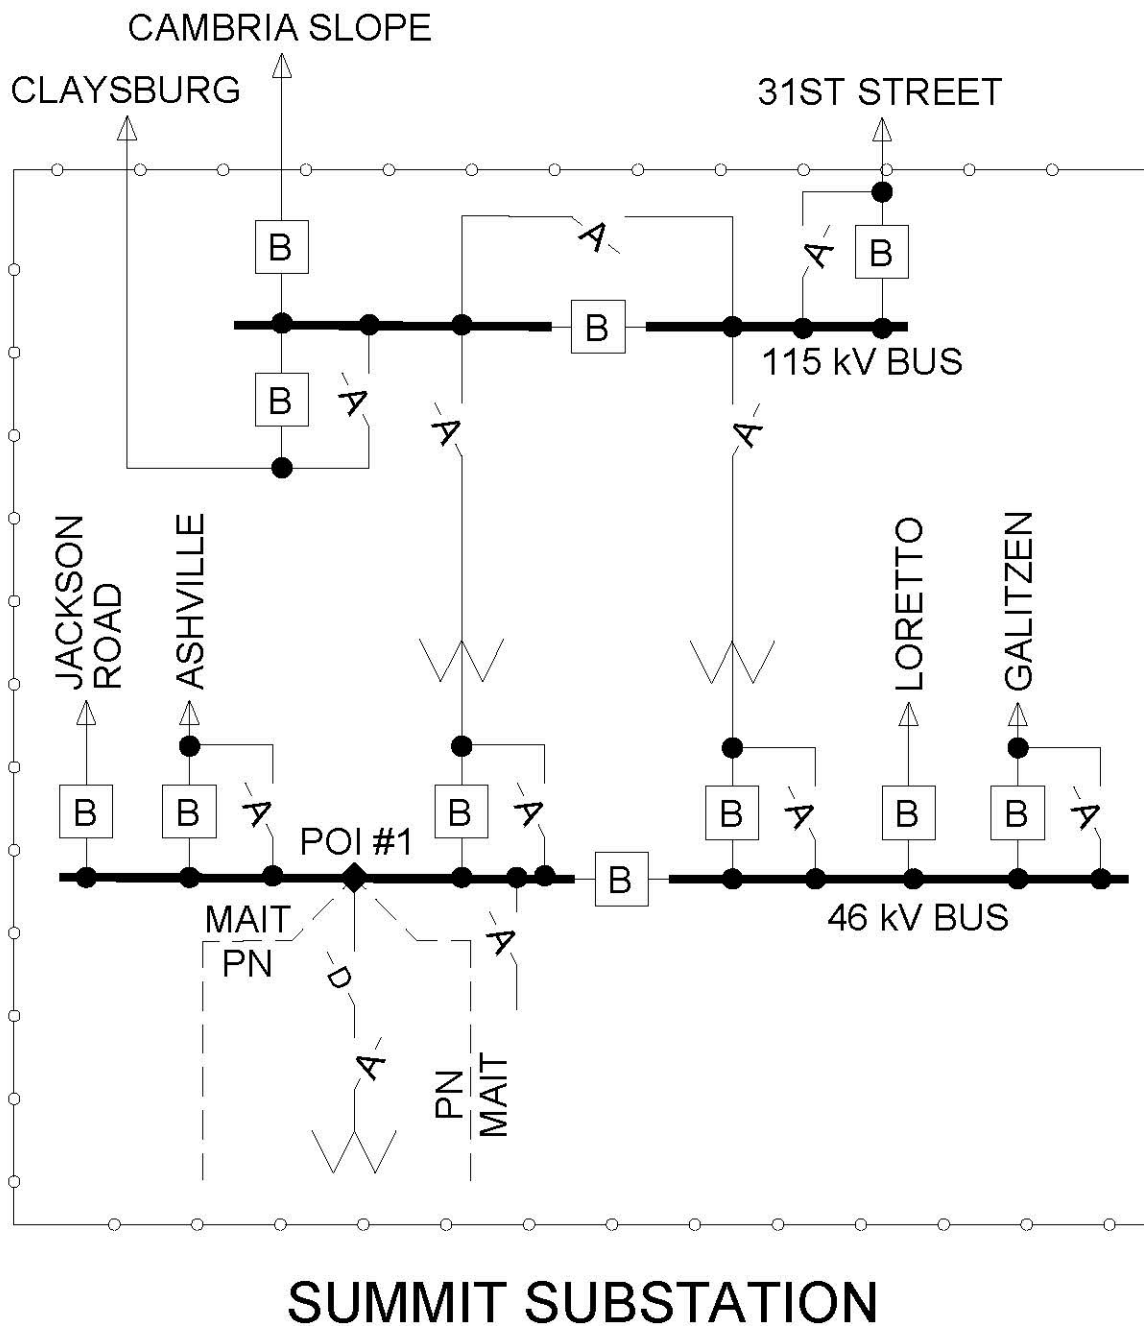 CAMBRIA SLOPE
CLAYSBURG
31ST STREET
B
A
A
B
B
115 kV BUS
B
A
A
A
JACKSON
ROAD
ASHVILLE
LORETTO
GALITZEN
B
B
A
B
A
B
A
B
B
A
POI #1
B
MAIT
PN
46 kV BUS
A
D
A
PN
MAIT
SUMMIT SUBSTATION